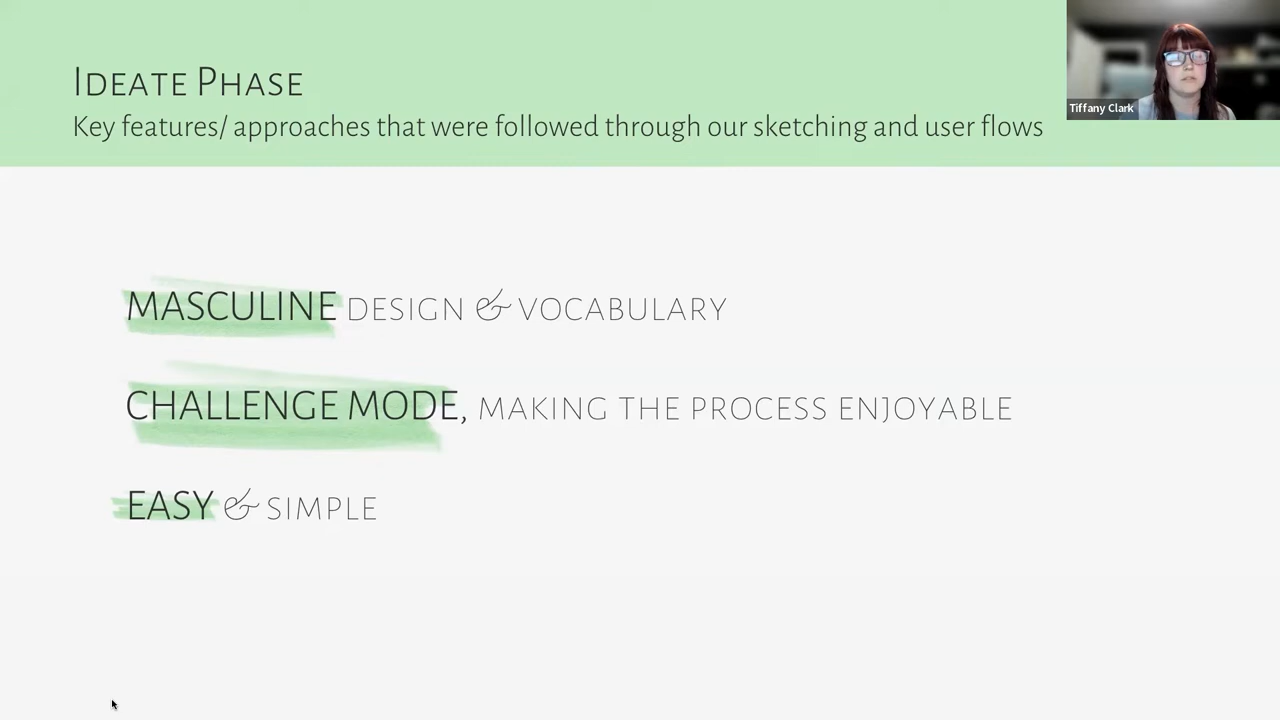 Ideate Phase
Key features/ approaches that were followed through our sketching and user flows
Tiffany Clark
MASCULINE DESIGN & VOCABULARY
CHALLENGE MODE, MAKING THE PROCESS ENJOYABLE
EASY & SIMPLE